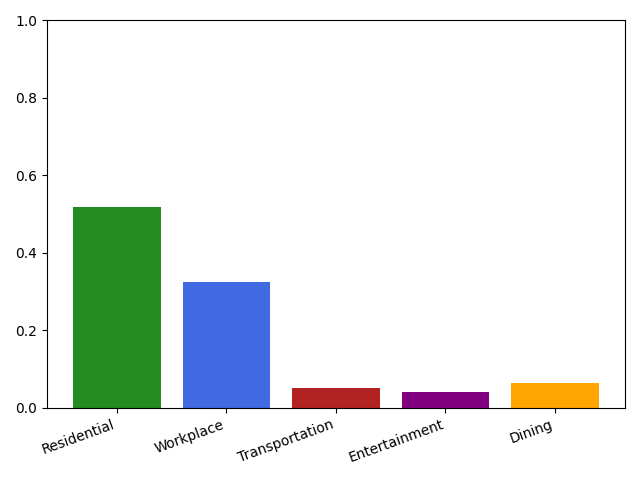 1.0
0.8
0.6
0.4
0.2
0.0
Residential
Workplace
Transportation
Entertainment
Dining